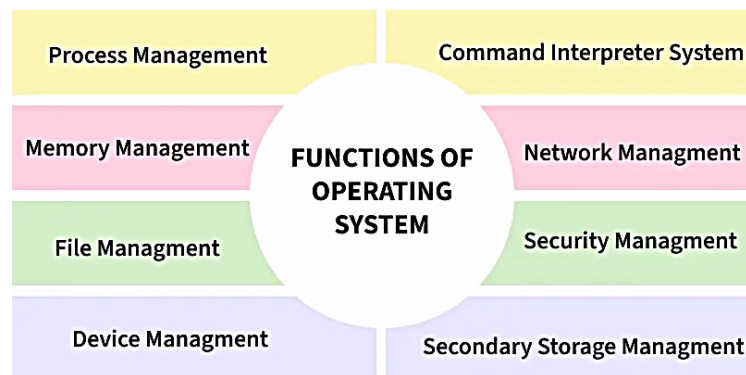 Process Management
Command Interpreter System
Memory Management
Network Managment
FUNCTIONS OF
OPERATING
SYSTEM
File Managment
Security Managment
Device Managment
Secondary Storage Managment